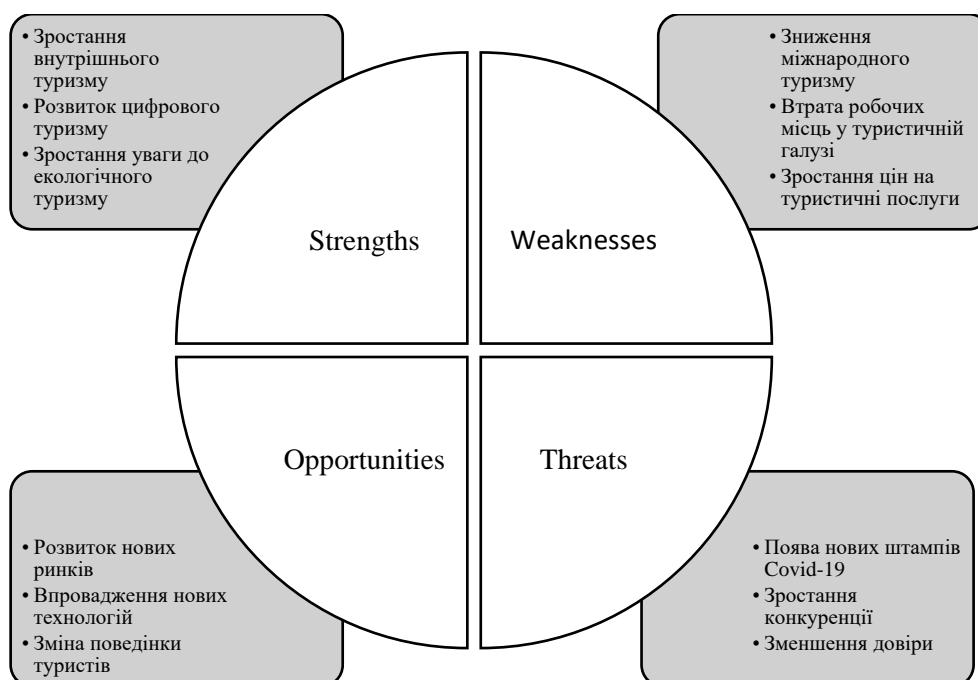 • Зростання
внутрішнього
туризму
• Розвиток цифрового
туризму
• Зростання уваги до
екологічного
туризму
• Зниження
міжнародного
туризму
• Втрата робочих
місць у туристичній
галузі
• Зростання цін на
туристичні послуги
Strengths
Weaknesses
Opportunities
Threats
• Розвиток нових
ринків
• Впровадження нових
технологій
• Зміна поведінки
туристів
• Поява нових штампів
Covid-19
• Зростання
конкуренції
• Зменшення довіри